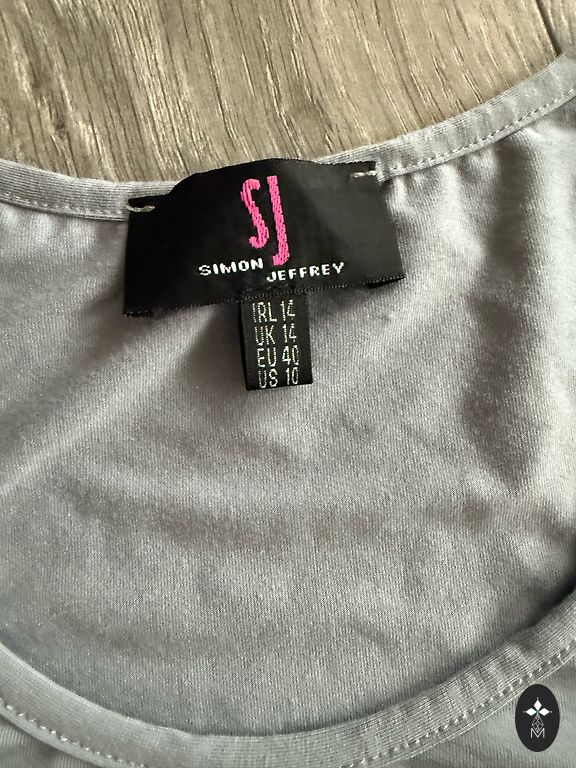 SJ
SIMON
JEFFREY
IRL 14
UK 14
EU 40
US 10